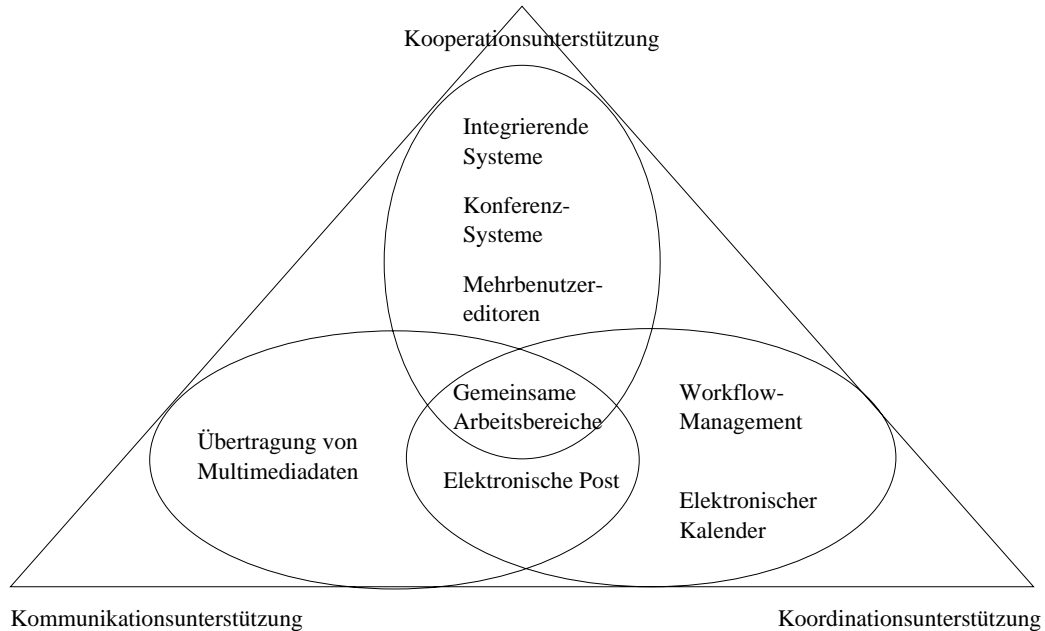 Kooperationsunterstützung
Integrierende
Systeme
Konferenz-
Systeme
Mehrbenutzer-
editoren
Gemeinsame
Arbeitsbereiche
Workflow-
Management
Übertragung von
Multimediadaten
Elektronische Post
Elektronischer
Kalender
Kommunikationsunterstützung
Koordinationsunterstützung